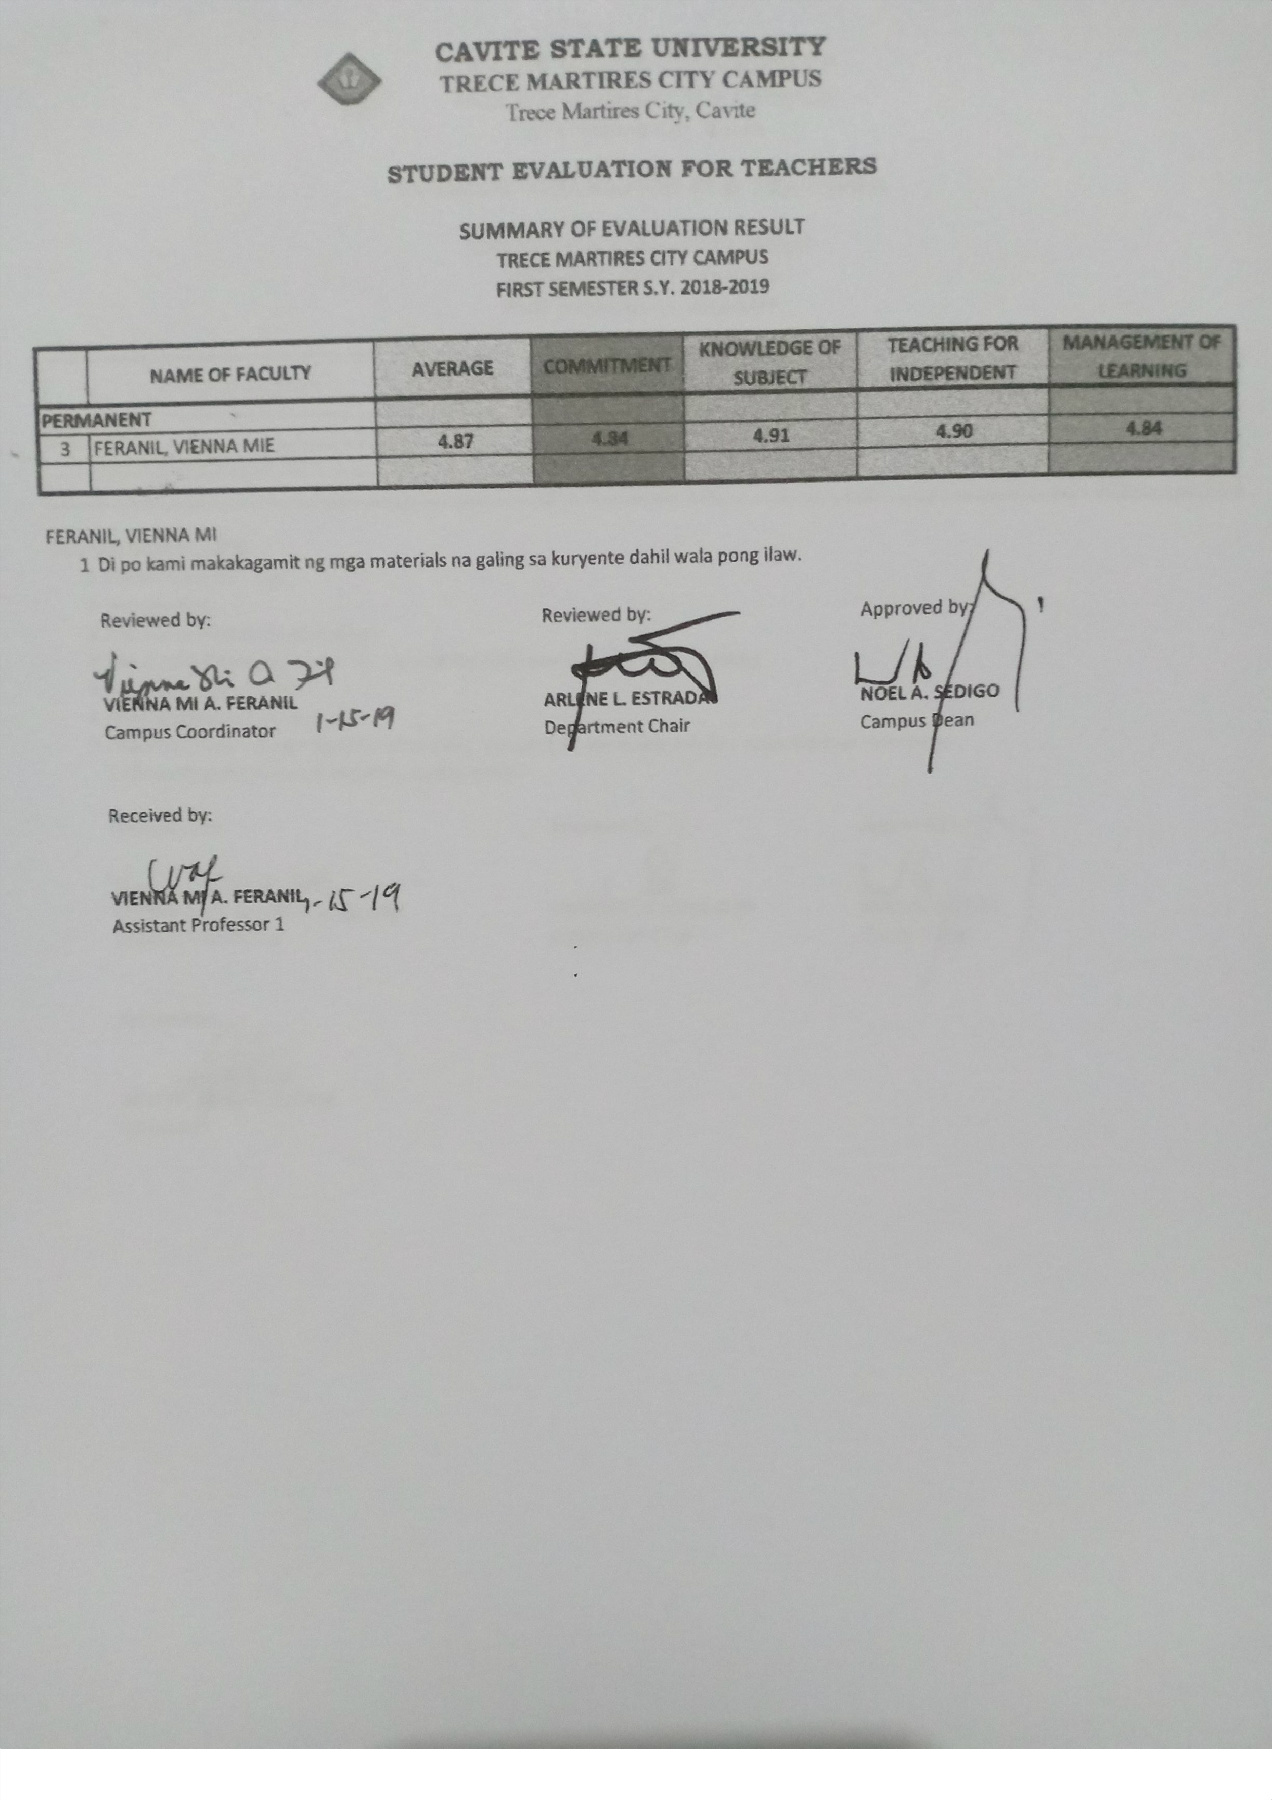 CAVITE STATE UNIVERSITY
TRECE MARTIRES CITY CAMPUS
Trece Martires City, Cavite
STUDENT EVALUATION FOR TEACHERS
SUMMARY OF EVALUATION RESULT
TRECE MARTIRES CITY CAMPUS
FIRST SEMESTER S.Y. 2018-2019
NAME OF FACULTY AVERAGE COMMITMENT KNOWLEDGE OF SUBJECT TEACHING FOR INDEPENDENT MANAGEMENT OF LEARNING
PERMANENT
3 FERANIL, VIENNA MIE 4.87 4.84 4.91 4.90 4.84
FERANIL, VIENNA MI
1 Di po kami makakagamit ng mga materials na galing sa kuryente dahil wala pong ilaw.
Reviewed by: Reviewed by: Approved by:
VIENNA MI A. FERANIL ARLENE L. ESTRADA NOEL A. SEDIGO
Campus Coordinator 1-15-19 Department Chair Campus Dean
Received by:
VIENNA MI A. FERANIL 1-15-19
Assistant Professor 1